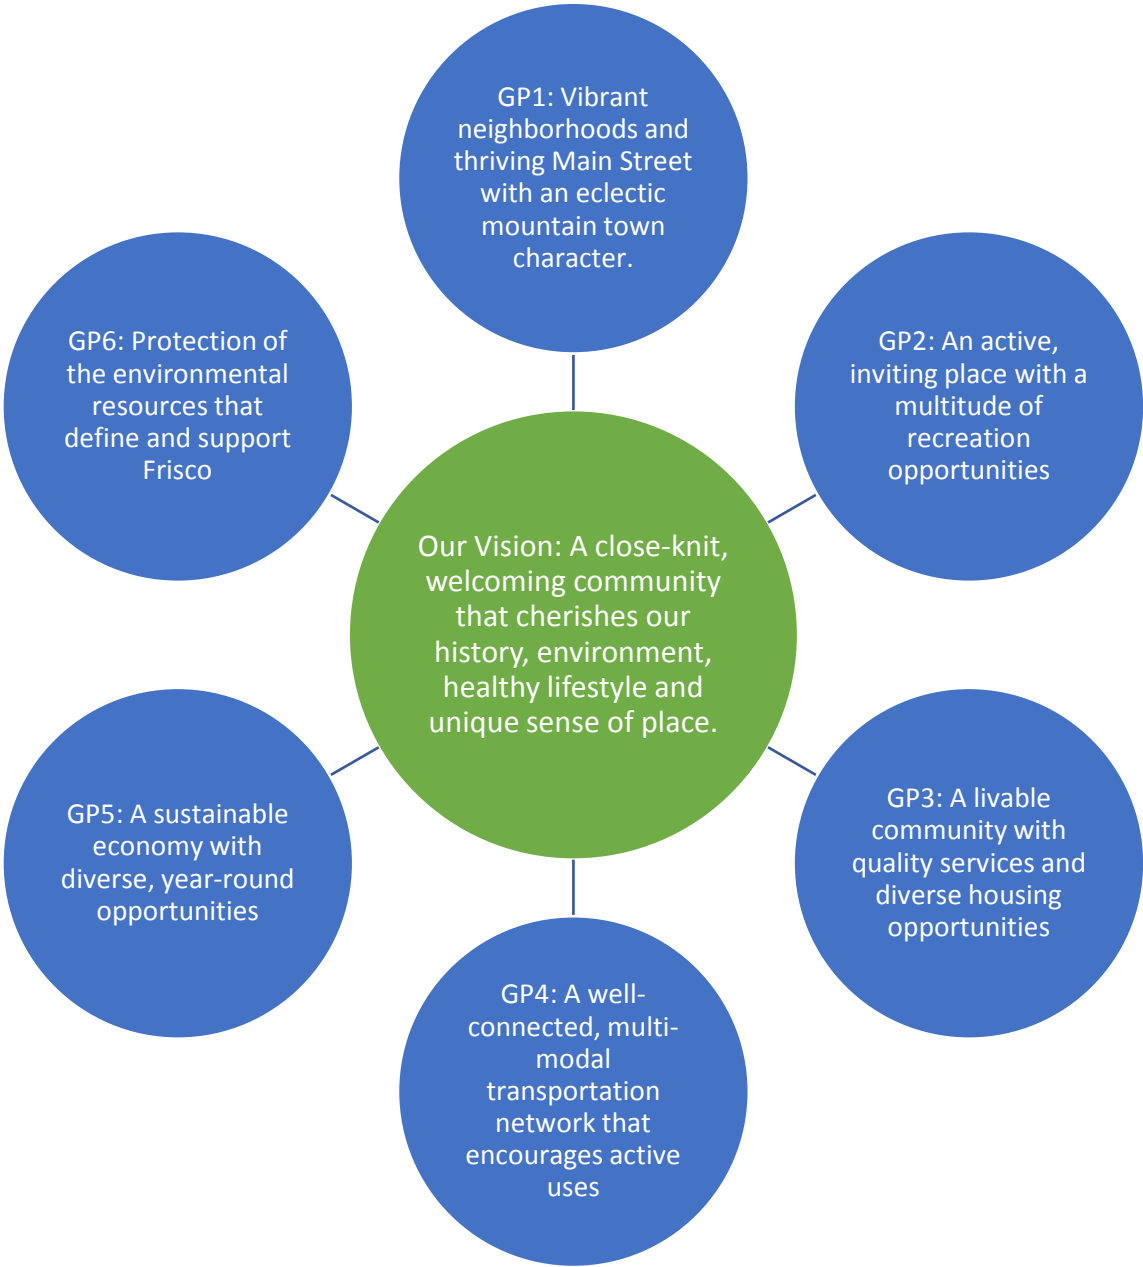 GP1: Vibrant
neighborhoods and
thriving Main Street
with an eclectic
mountain town
character.
GP2: An active,
inviting place with a
multitude of
recreation
opportunities
GP3: A livable
community with
quality services and
diverse housing
opportunities
GP4: A well-
connected, multi-
modal
transportation
network that
encourages active
uses
GP5: A sustainable
economy with
diverse, year-round
opportunities
GP6: Protection of
the environmental
resources that
define and support
Frisco
Our Vision: A close-knit,
welcoming community
that cherishes our
history, environment,
healthy lifestyle and
unique sense of place.